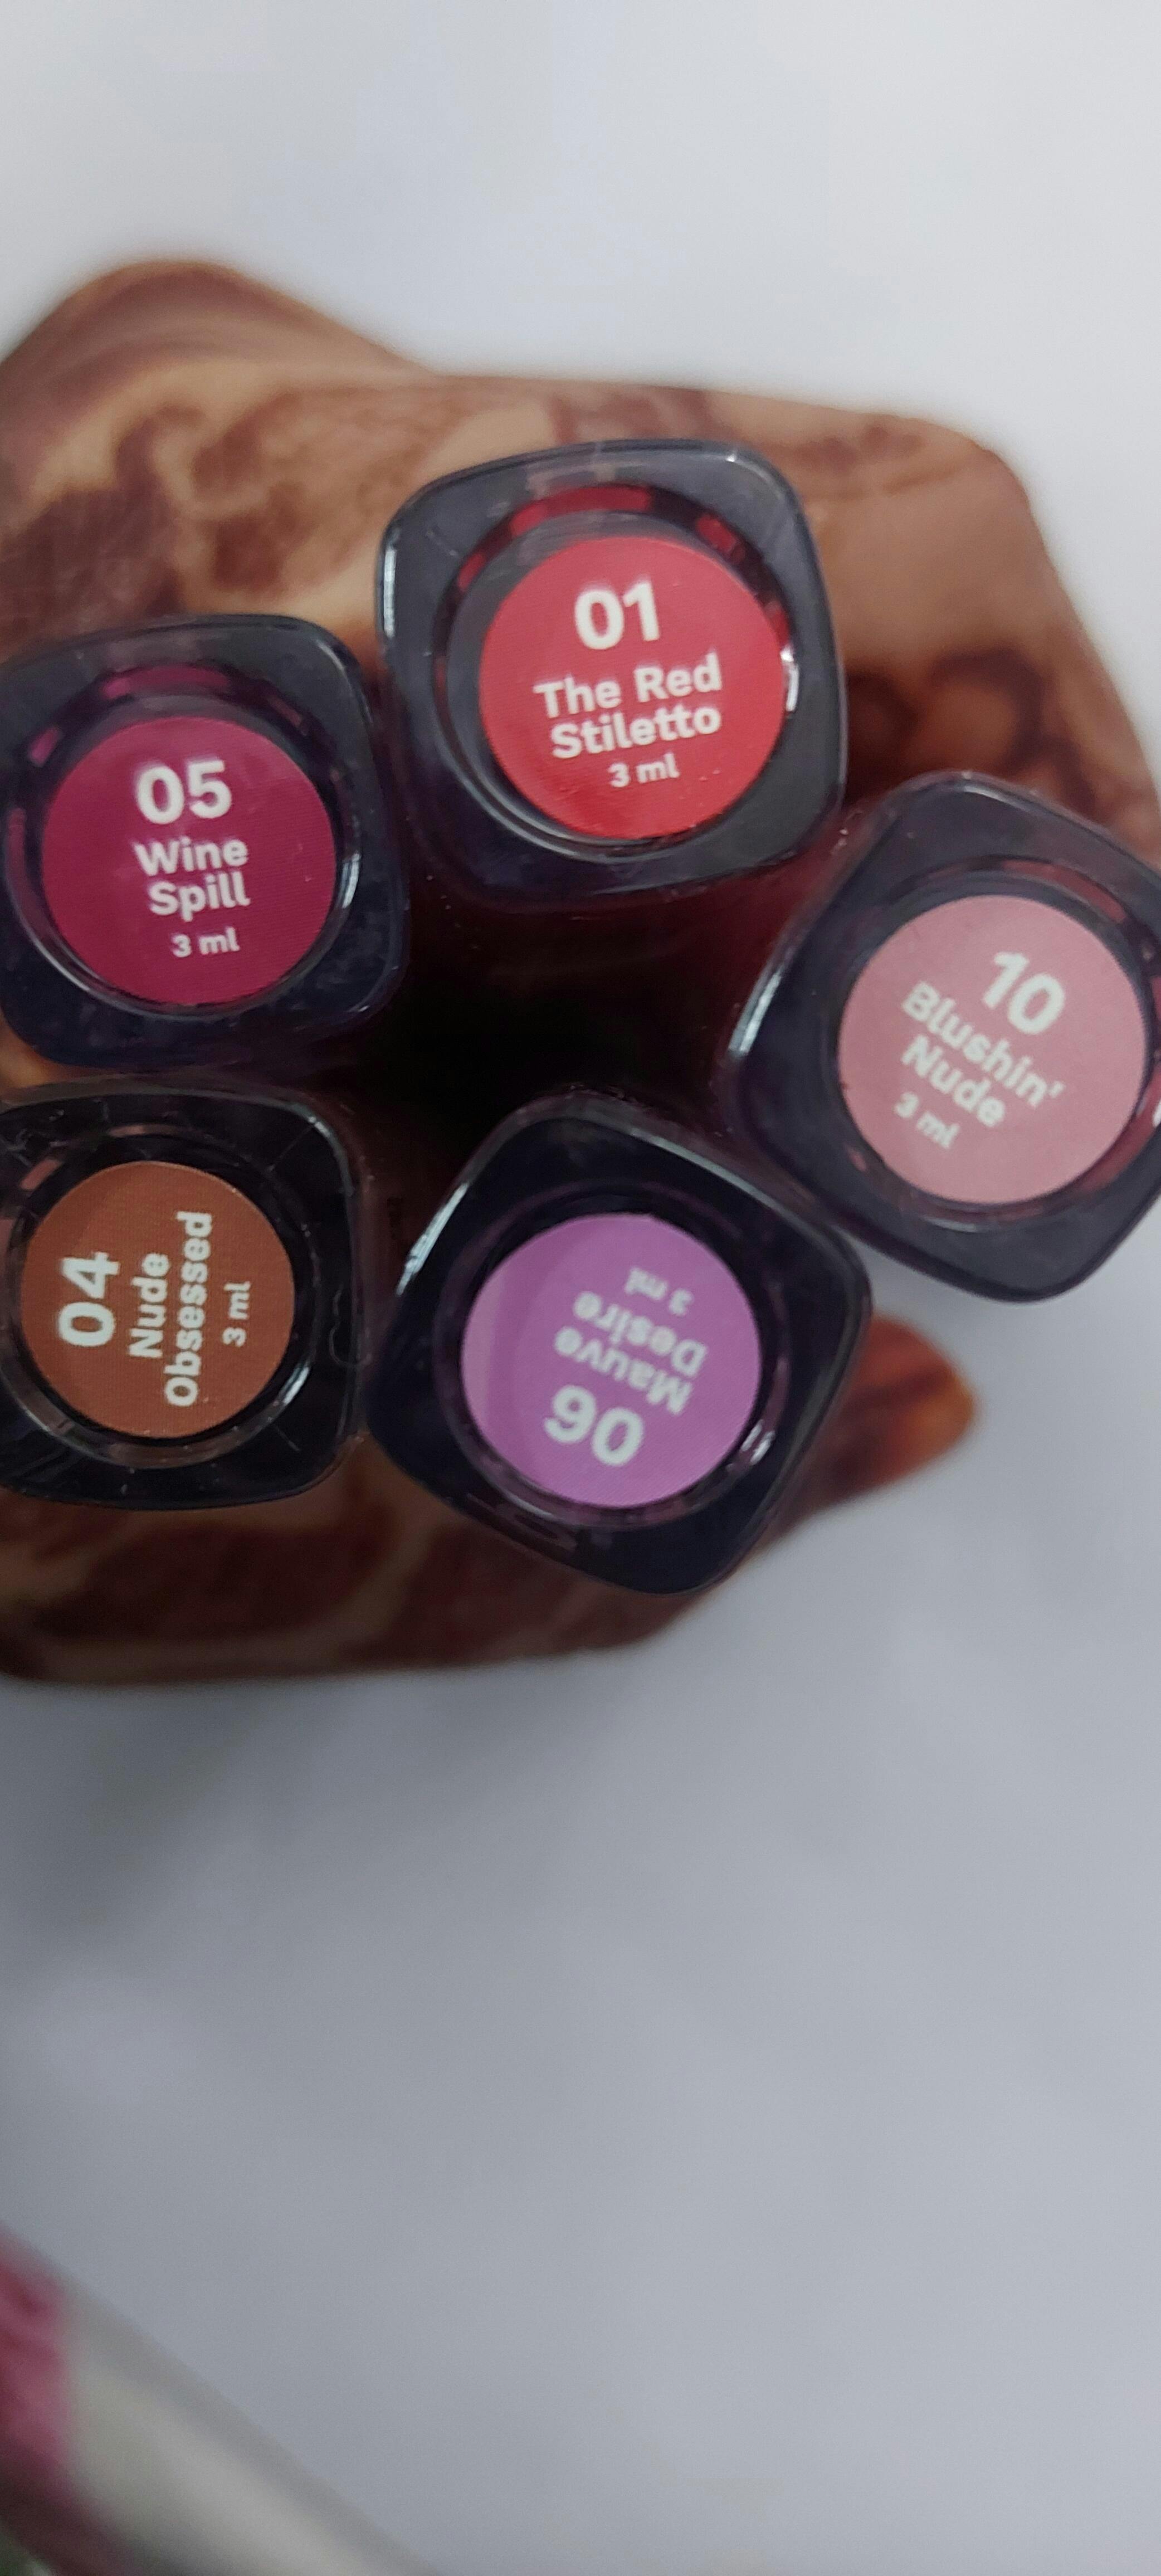 01
The Red
Stiletto
3 ml
05
Wine
Spill
3 ml
10
Blushin'
Nude
3 ml
04
Nude
Obsessed
3 ml
06
Mauve
Desire
3 ml